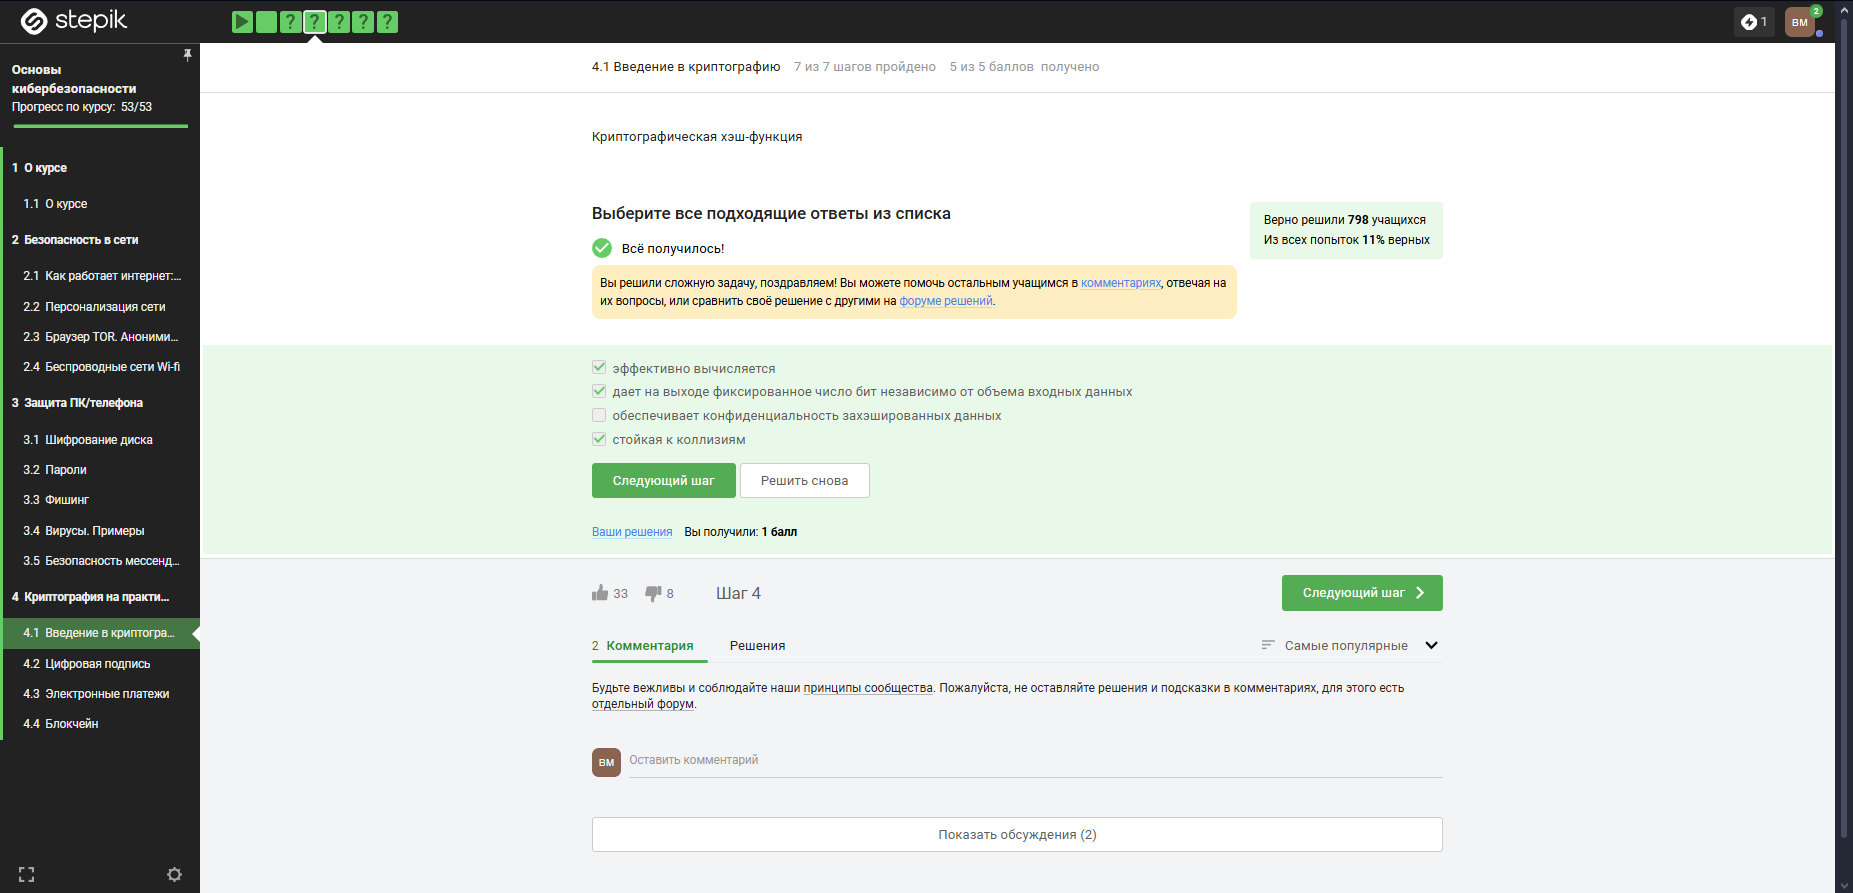 stepik
1
ВМ
2
Основы
кибербезопасности
Прогресс по курсу: 53/53
1 О курсе
1.1 О курсе
2 Безопасность в сети
2.1 Как работает интернет:...
2.2 Персонализация сети
2.3 Браузер TOR. Аноними...
2.4 Беспроводные сети Wi-fi
3 Защита ПК/телефона
3.1 Шифрование диска
3.2 Пароли
3.3 Фишинг
3.4 Вирусы. Примеры
3.5 Безопасность мессенд...
4 Криптография на практи...
4.1 Введение в криптогра...
4.2 Цифровая подпись
4.3 Электронные платежи
4.4 Блокчейн
4.1 Введение в криптографию 7 из 7 шагов пройдено 5 из 5 баллов получено
Криптографическая хэш-функция
Выберите все подходящие ответы из списка
Верно решили 798 учащихся
Из всех попыток 11% верных
Всё получилось!
Вы решили сложную задачу, поздравляем! Вы можете помочь остальным учащимся в комментариях, отвечая на
их вопросы, или сравнить своё решение с другими на форуме решений.
эффективно вычисляется
дает на выходе фиксированное число бит независимо от объема входных данных
обеспечивает конфиденциальность захэшированных данных
стойкая к коллизиям
Следующий шаг
Решить снова
Ваши решения Вы получили: 1 балл
33
8
Шаг 4
Следующий шаг
2 Комментария
Решения
Самые популярные
Будьте вежливы и соблюдайте наши принципы сообщества. Пожалуйста, не оставляйте решения и подсказки в комментариях, для этого есть
отдельный форум.
ВМ
Оставить комментарий
Показать обсуждения (2)